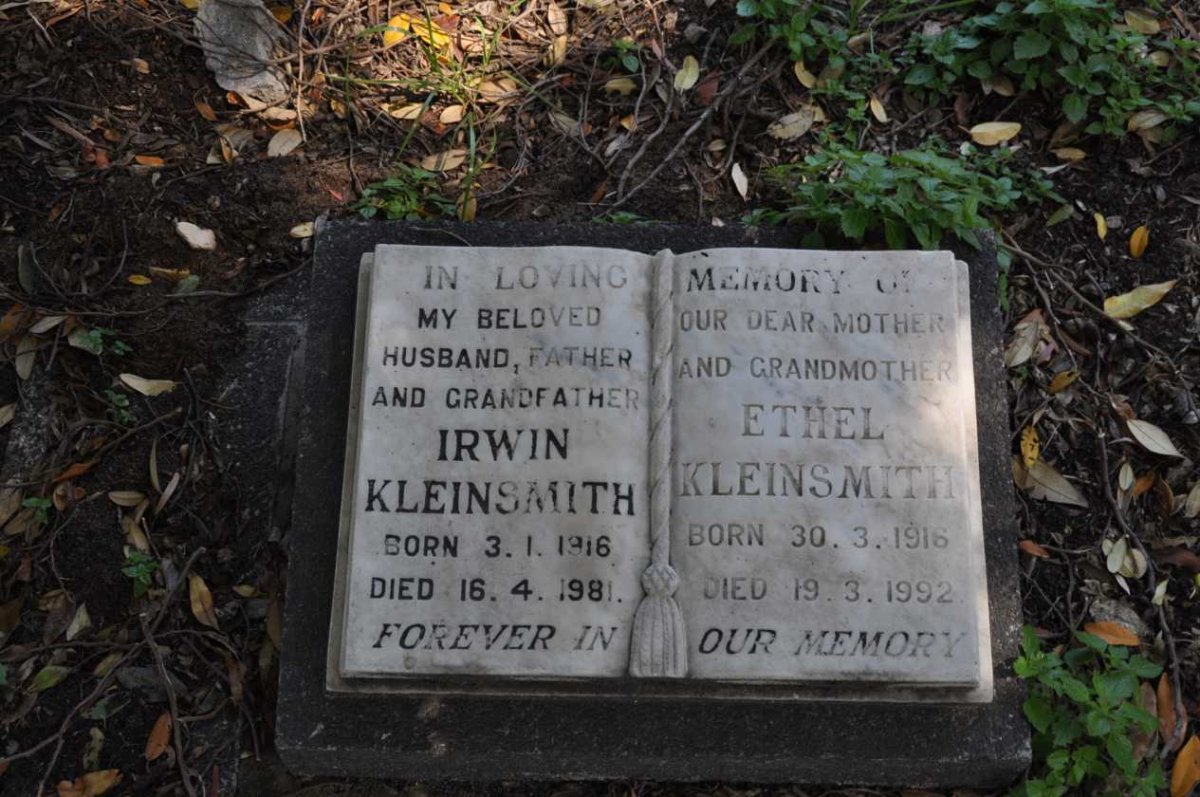 IN LOVING MEMORY OF
MY BELOVED
HUSBAND, FATHER
AND GRANDFATHER
IRWIN
KLEINSMITH
BORN 3. 1. 1916
DIED 16. 4. 1981.
OUR DEAR MOTHER
AND GRANDMOTHER
ETHEL
KLEINSMITH
BORN 30. 3. 1916
DIED 19. 3. 1992
FOREVER IN OUR MEMORY